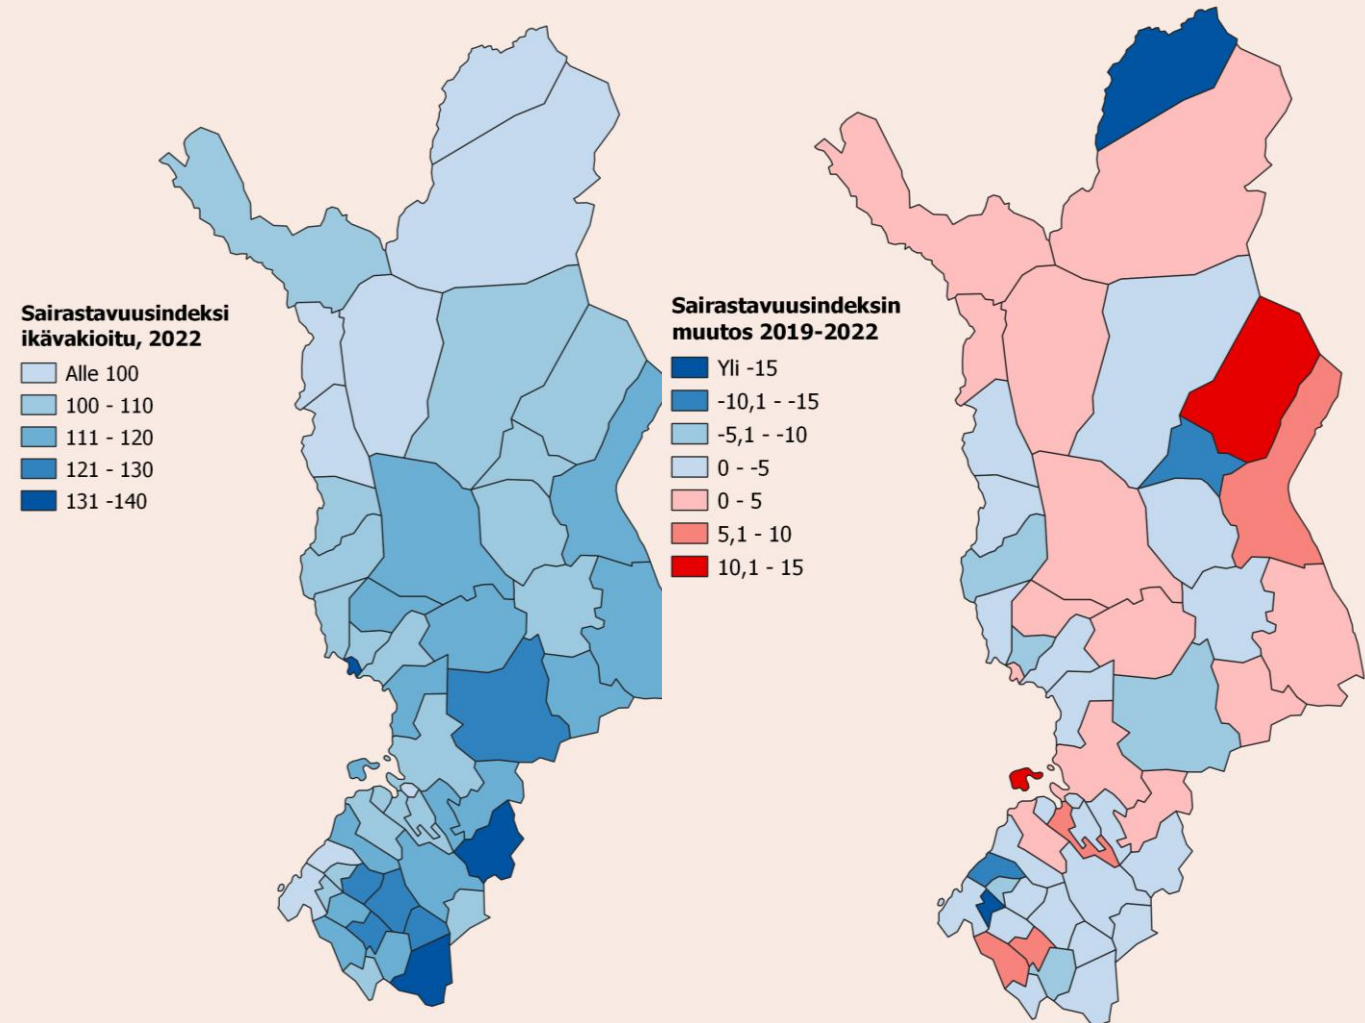 Sairastavuusindeksi
ikävakioitu, 2022
Alle 100
100 - 110
111 - 120
121 - 130
131 -140
Sairastavuusindeksin
muutos 2019-2022
Yli -15
-10,1 - -15
-5,1 - -10
0 - -5
0 - 5
5,1 - 10
10,1 - 15